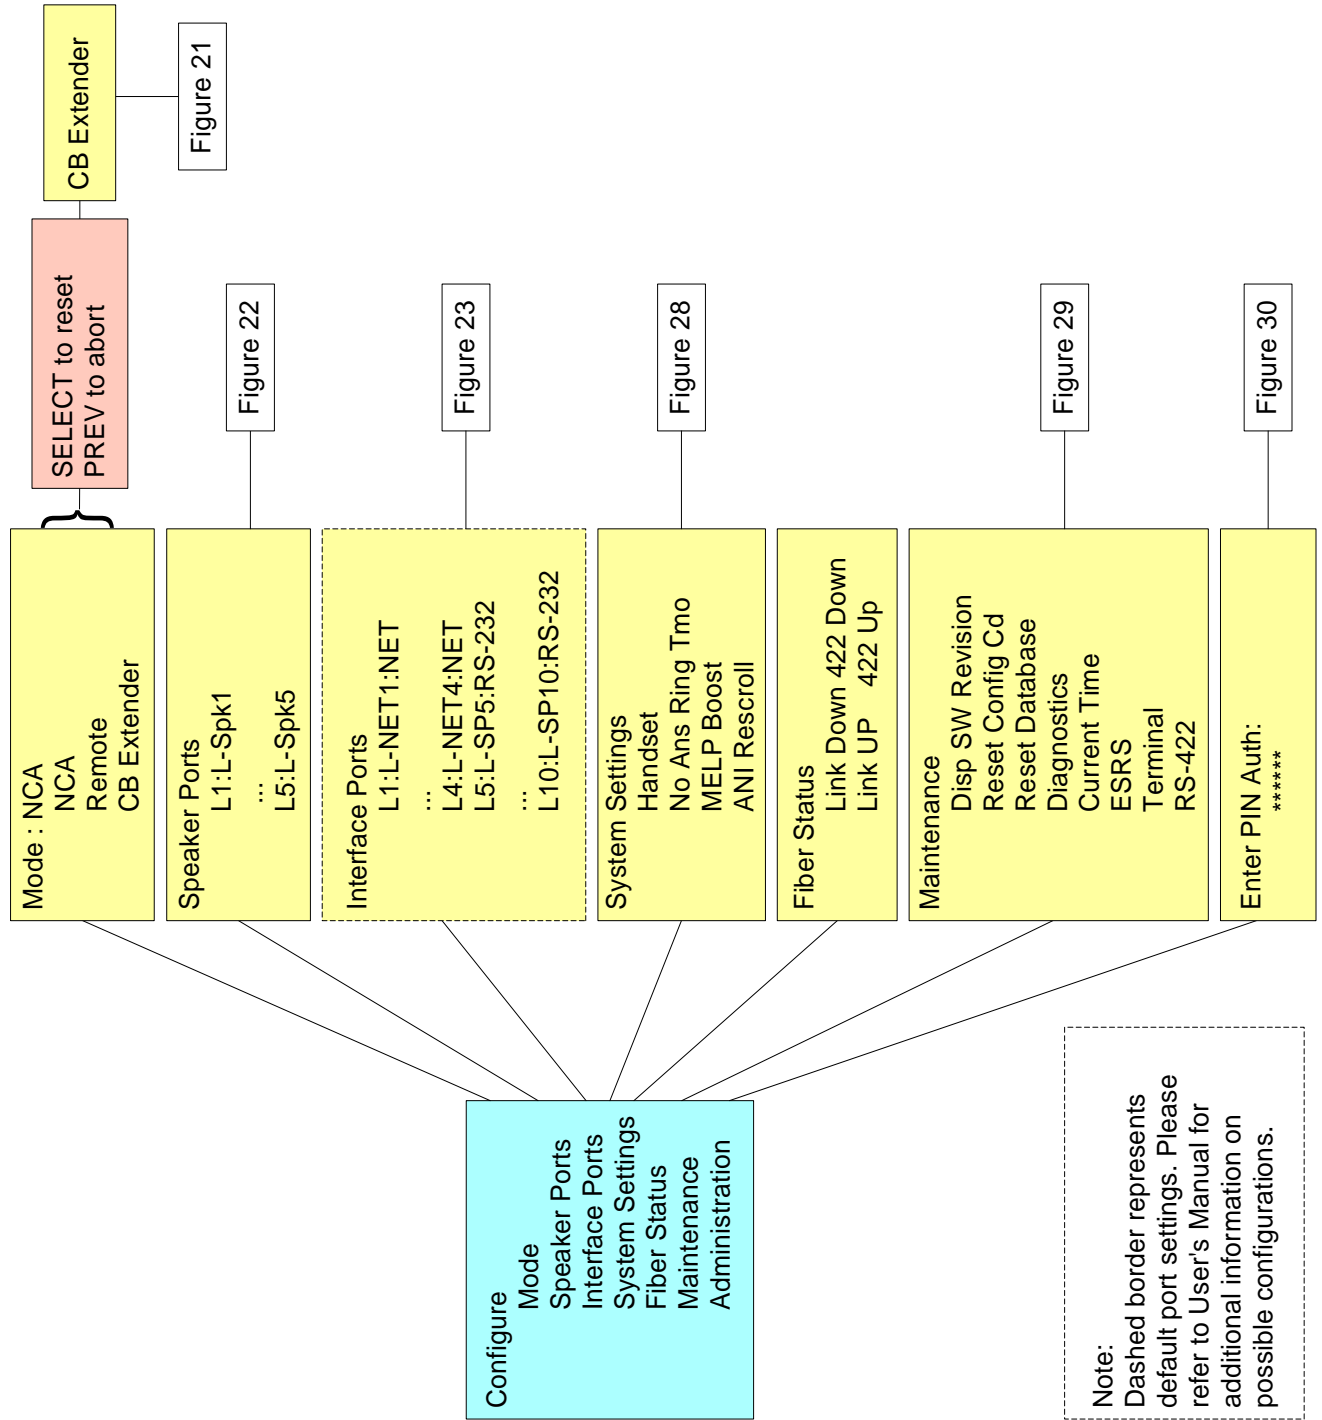 Configure
Mode
Speaker Ports
Interface Ports
System Settings
Fiber Status
Maintenance
Administration
Mode : NCA
NCA
Remote
CB Extender
SELECT to reset
PREV to abort
CB Extender
Figure 21
Speaker Ports
L1:L-Spk1
...
L5:L-Spk5
Figure 22
Interface Ports
L1:L-NET1:NET
...
L4:L-NET4:NET
L5:L-SP5:RS-232
...
L10:L-SP10:RS-232
Figure 23
System Settings
Handset
No Ans Ring Tmo
MELP Boost
ANI Rescroll
Figure 28
Fiber Status
Link Down 422 Down
Link UP 422 Up
Maintenance
Disp SW Revision
Reset Config Cd
Reset Database
Diagnostics
Current Time
ESRS
Terminal
RS-422
Figure 29
Enter PIN Auth:
******
Figure 30
Note:
Dashed border represents
default port settings. Please
refer to User's Manual for
additional information on
possible configurations.